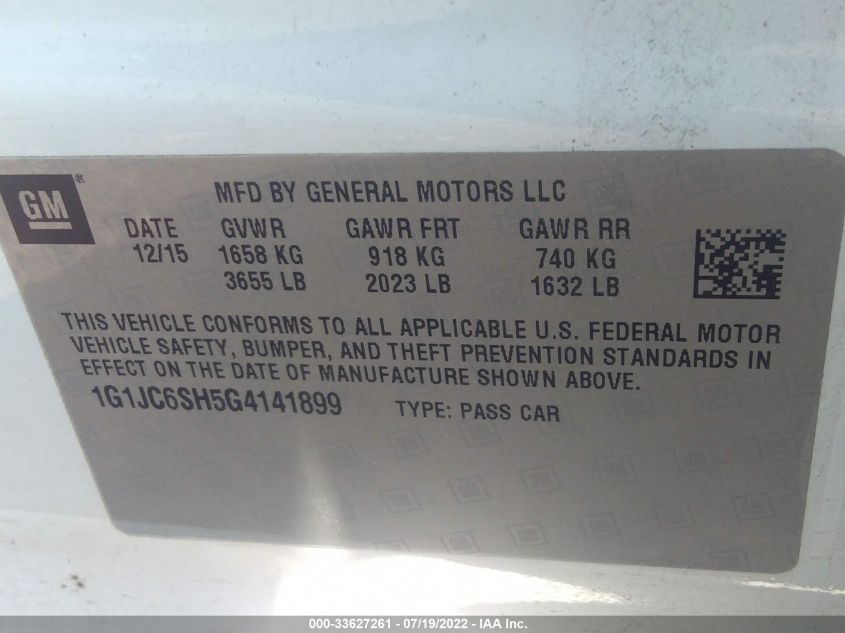 GM®
MFD BY GENERAL MOTORS LLC
DATE GVWR GAWR FRT GAWR RR
12/15 1658 KG 918 KG 740 KG
3655 LB 2023 LB 1632 LB
THIS VEHICLE CONFORMS TO ALL APPLICABLE U.S. FEDERAL MOTOR
VEHICLE SAFETY, BUMPER, AND THEFT PREVENTION STANDARDS IN
EFFECT ON THE DATE OF MANUFACTURE SHOWN ABOVE.
1G1JC6SH5G4141899 TYPE: PASS CAR
000-33627261 - 07/19/2022 - IAA Inc.